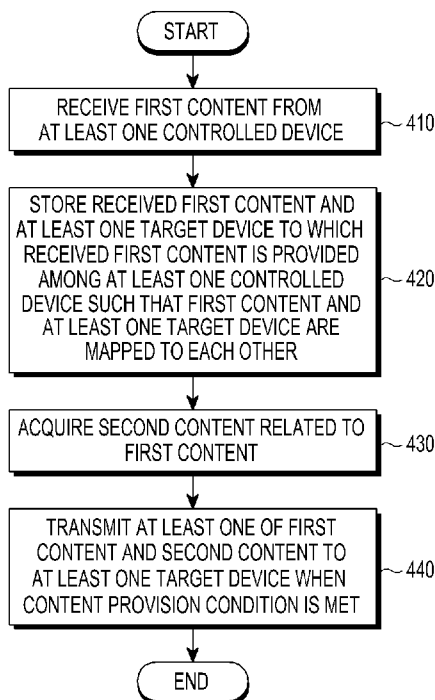 START
RECEIVE FIRST CONTENT FROM
AT LEAST ONE CONTROLLED DEVICE
410
STORE RECEIVED FIRST CONTENT AND
AT LEAST ONE TARGET DEVICE TO WHICH
RECEIVED FIRST CONTENT IS PROVIDED
AMONG AT LEAST ONE CONTROLLED
DEVICE SUCH THAT FIRST CONTENT AND
AT LEAST ONE TARGET DEVICE ARE
MAPPED TO EACH OTHER
420
ACQUIRE SECOND CONTENT RELATED TO
FIRST CONTENT
430
TRANSMIT AT LEAST ONE OF FIRST
CONTENT AND SECOND CONTENT TO
AT LEAST ONE TARGET DEVICE WHEN
CONTENT PROVISION CONDITION IS MET
440
END